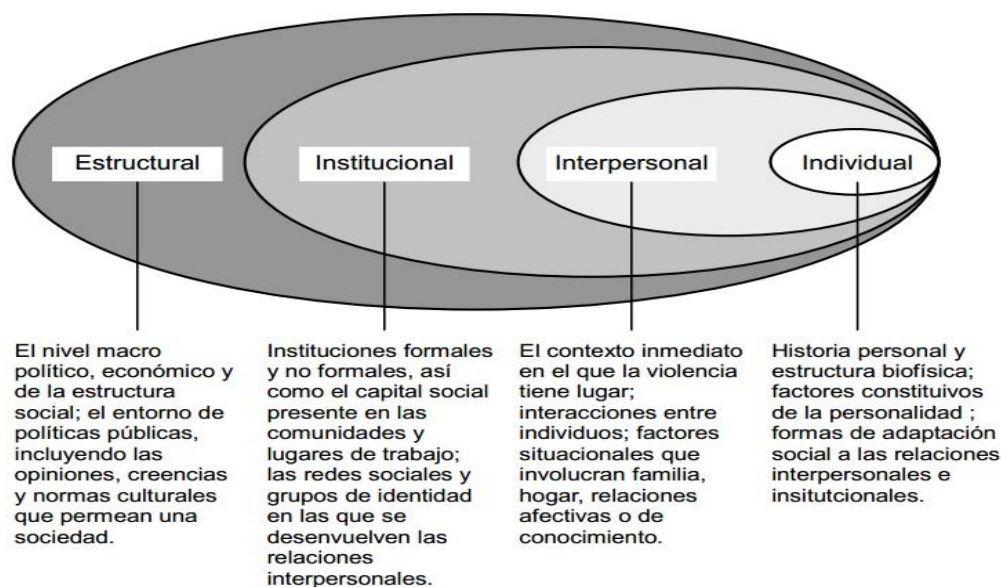 Estructural
Institucional
Interpersonal
Individual
El nivel macro
político, económico y
de la estructura
social; el entorno de
políticas públicas,
incluyendo las
opiniones, creencias
y normas culturales
que permean una
sociedad.
Instituciones formales
y no formales, así
como el capital social
presente en las
comunidades y
lugares de trabajo;
las redes sociales y
grupos de identidad
en las que se
desenvuelven las
relaciones
interpersonales.
El contexto inmediato
en el que la violencia
tiene lugar;
interacciones entre
individuos; factores
situacionales que
involucran familia,
hogar, relaciones
afectivas o de
conocimiento.
Historia personal y
estructura biofísica;
factores constituivos
de la personalidad ;
formas de adaptación
social a las relaciones
interpersonales e
insitutcionales.